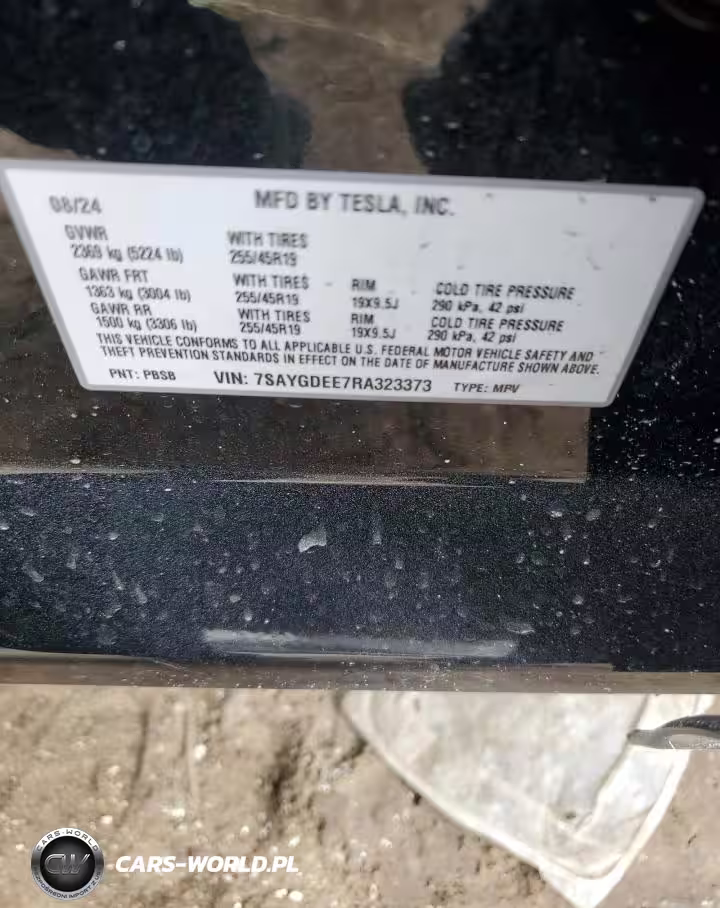 08/24 MFD BY TESLA, INC.
GVWR WITH TIRES
2369 kg (5224 lb) 255/45R19
GAWR FRT WITH TIRES RIM COLD TIRE PRESSURE
1363 kg (3004 lb) 255/45R19 19X9.5J 290 kPa, 42 psi
GAWR RR WITH TIRES RIM COLD TIRE PRESSURE
1500 kg (3306 lb) 255/45R19 19X9.5J 290 kPa, 42 psi
THIS VEHICLE CONFORMS TO ALL APPLICABLE U.S. FEDERAL MOTOR VEHICLE SAFETY AND
THEFT PREVENTION STANDARDS IN EFFECT ON THE DATE OF MANUFACTURE SHOWN ABOVE.
PNT: PBSB VIN: 7SAYGDEE7RA323373 TYPE: MPV
CARS-WORLD
CW
CARS-WORLD.PL